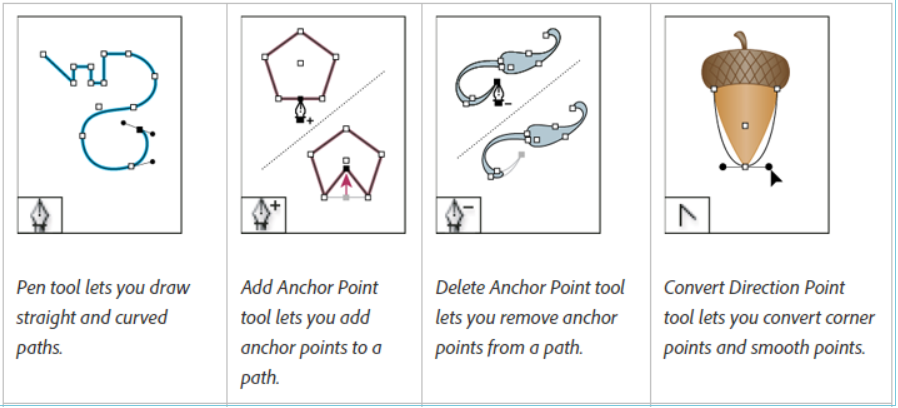 Pen tool lets you draw
straight and curved
paths.
Add Anchor Point
tool lets you add
anchor points to a
path.
Delete Anchor Point tool
lets you remove anchor
points from a path.
Convert Direction Point
tool lets you convert corner
points and smooth points.